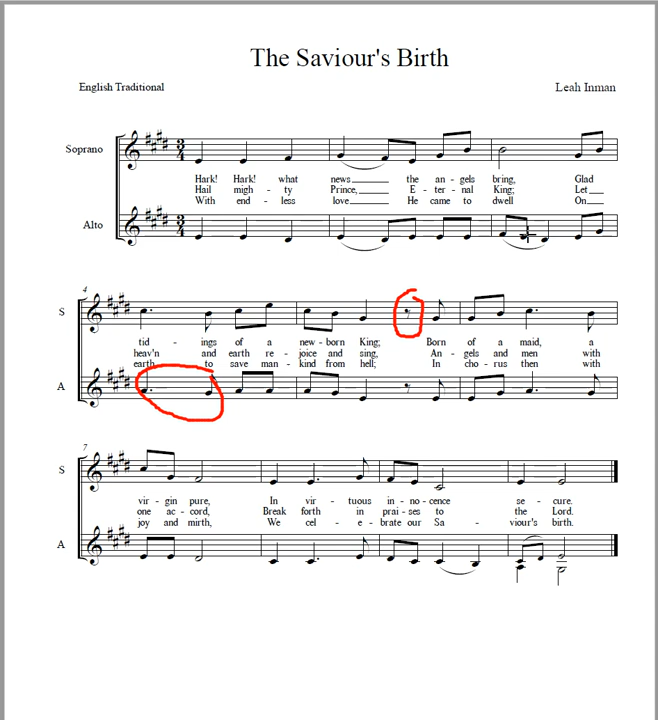 The Saviour's Birth
English Traditional
Leah Inman
Soprano
Hark! Hark! what news the an - gels bring, Glad
Hail migh - ty Prince, E - ter - nal King; Let
With end - less love He came to dwell On
Alto
3
4
3
4
4
S
tid - ings of a new - born King; Born of a maid, a
heav'n and earth re - joice and sing, An - gels and men with
earth to save man - kind from hell; In cho - rus then with
A
7
S
vir - gin pure, In vir - tuous in - no - cence se - cure.
one ac - cord, Break forth in prai - ses to the Lord.
joy and mirth, We cel - e - brate our Sa - viour's birth.
A